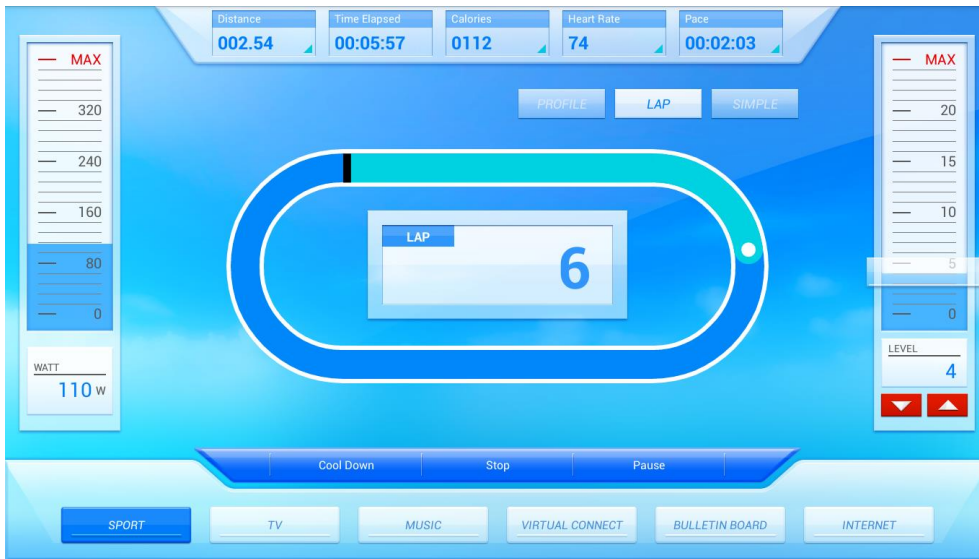 Distance Time Elapsed Calories Heart Rate Pace
002.54 00:05:57 0112 74 00:02:03
MAX
320
240
160
80
0
WATT
110 W
PROFILE LAP SIMPLE
LAP
6
MAX
20
15
10
5
0
LEVEL
4
Cool Down Stop Pause
SPORT TV MUSIC VIRTUAL CONNECT BULLETIN BOARD INTERNET